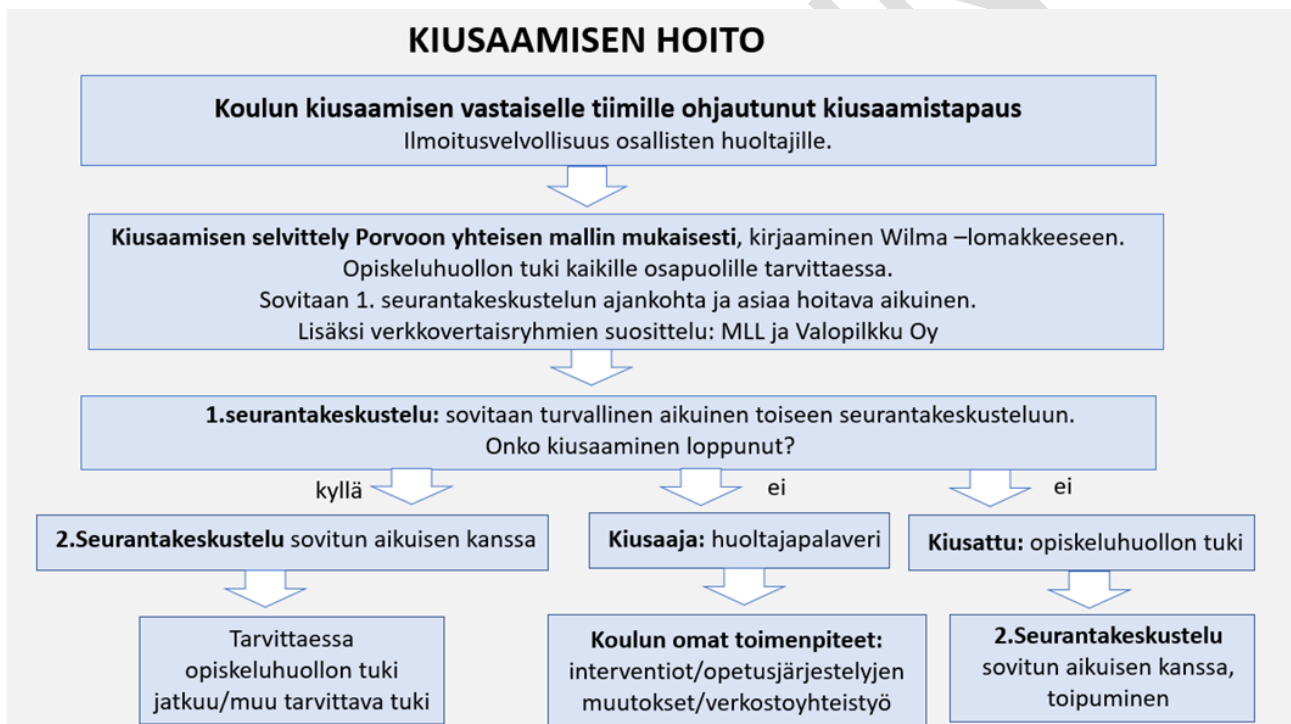 KIUSAAMISEN HOITO
Koulun kiusaamisen vastaiselle tiimille ohjautunut kiusaamistapaus
Ilmoitusvelvollisuus osallisten huoltajille.
Kiusaamisen selvittely Porvoon yhteisen mallin mukaisesti, kirjaaminen Wilma –lomakkeeseen.
Opiskeluhuollon tuki kaikille osapuolille tarvittaessa.
Sovitaan 1. seurantakeskustelun ajankohta ja asiaa hoitava aikuinen.
Lisäksi verkkovertaisryhmien suosittelu: MLL ja Valopilkku Oy
1.seurantakeskustelu: sovitaan turvallinen aikuinen toiseen seurantakeskusteluun.
Onko kiusaaminen loppunut?
kyllä
ei
ei
2.Seurantakeskustelu sovitun aikuisen kanssa
Kiusaaja: huoltajapalaveri
Kiusattu: opiskeluhuollon tuki
Tarvittaessa
opiskeluhuollon tuki
jatkuu/muu tarvittava tuki
Koulun omat toimenpiteet:
interventiot/opetusjärjestelyjen
muutokset/verkostoyhteistyö
2.Seurantakeskustelu
sovitun aikuisen kanssa,
toipuminen